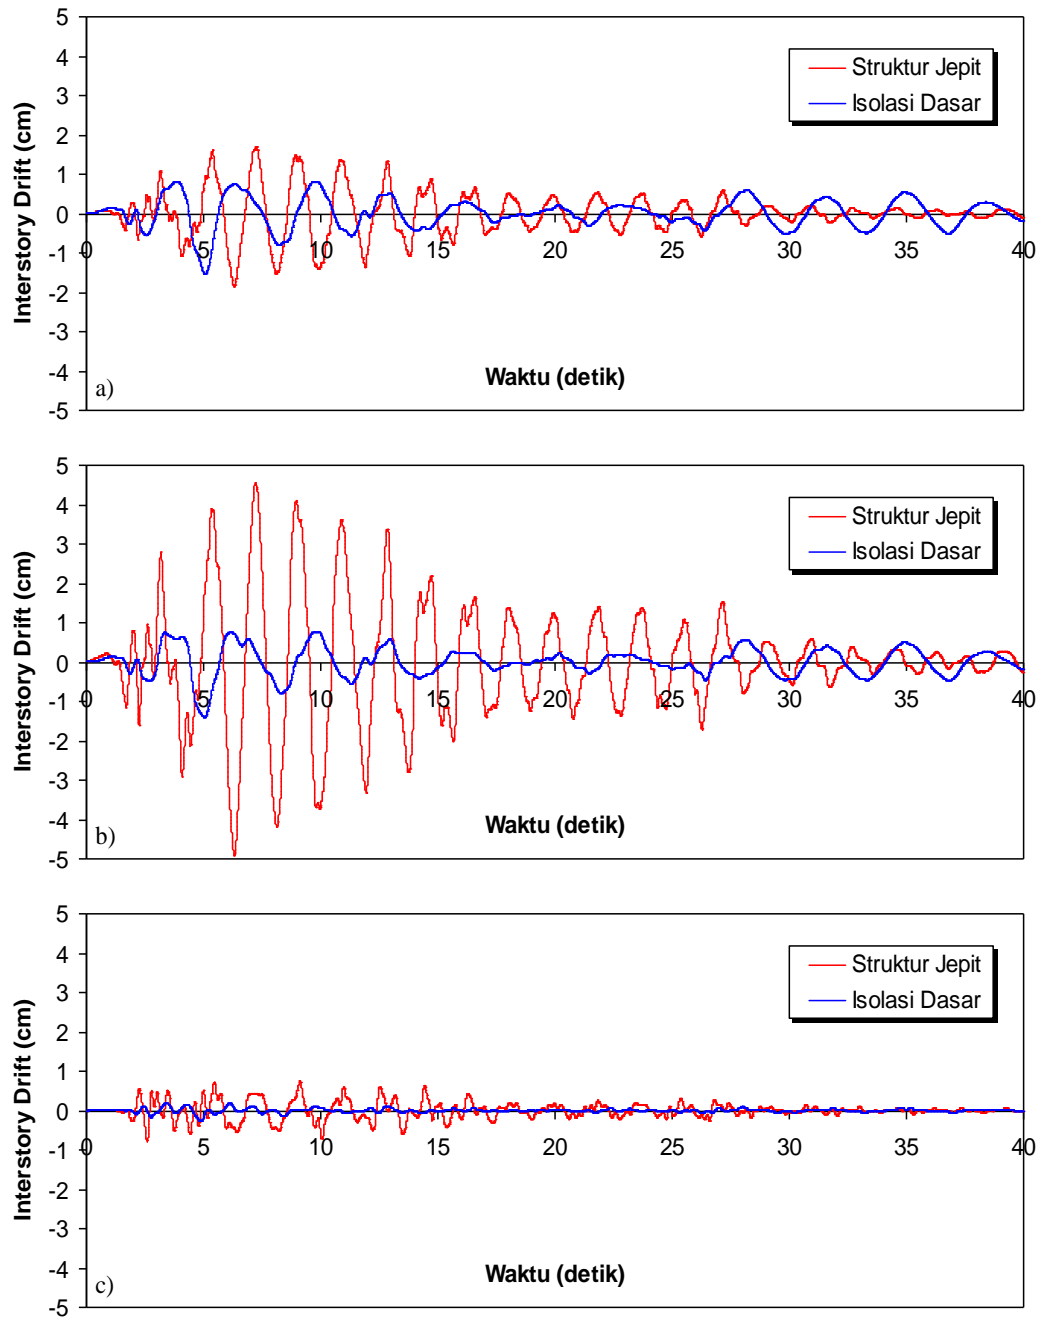 5
4
3
2
1
0
-1
-2
-3
-4
-5
Interstory Drift (cm)
Struktur Jepit
Isolasi Dasar
0 5 10 15 20 25 30 35 40
Waktu (detik)
a)
5
4
3
2
1
0
-1
-2
-3
-4
-5
Interstory Drift (cm)
Struktur Jepit
Isolasi Dasar
0 5 10 15 20 25 30 35 40
Waktu (detik)
b)
5
4
3
2
1
0
-1
-2
-3
-4
-5
Interstory Drift (cm)
Struktur Jepit
Isolasi Dasar
0 5 10 15 20 25 30 35 40
Waktu (detik)
c)